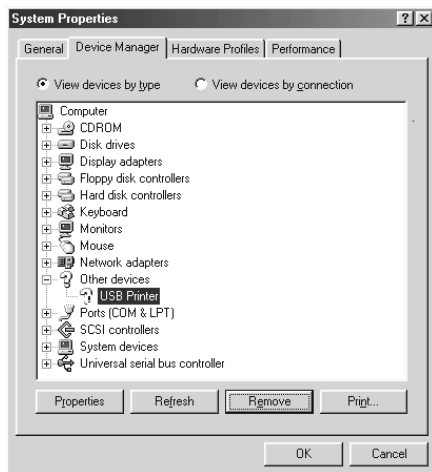 System Properties
General Device Manager Hardware Profiles Performance
View devices by type View devices by connection
Computer
CDROM
Disk drives
Display adapters
Floppy disk controllers
Hard disk controllers
Keyboard
Monitors
Mouse
Network adapters
Other devices
USB Printer
Ports (COM & LPT)
SCSI controllers
System devices
Universal serial bus controller
Properties Refresh Remove Print...
OK Cancel